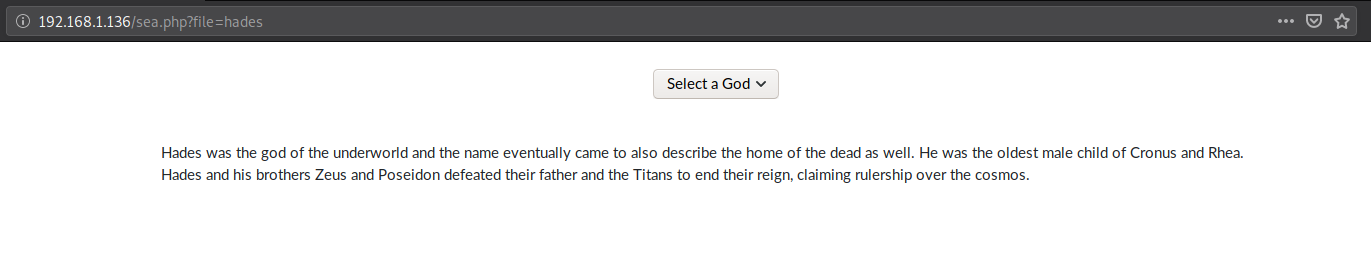 192.168.1.136/sea.php?file=hades
Select a God
Hades was the god of the underworld and the name eventually came to also describe the home of the dead as well. He was the oldest male child of Cronus and Rhea.
Hades and his brothers Zeus and Poseidon defeated their father and the Titans to end their reign, claiming rulership over the cosmos.